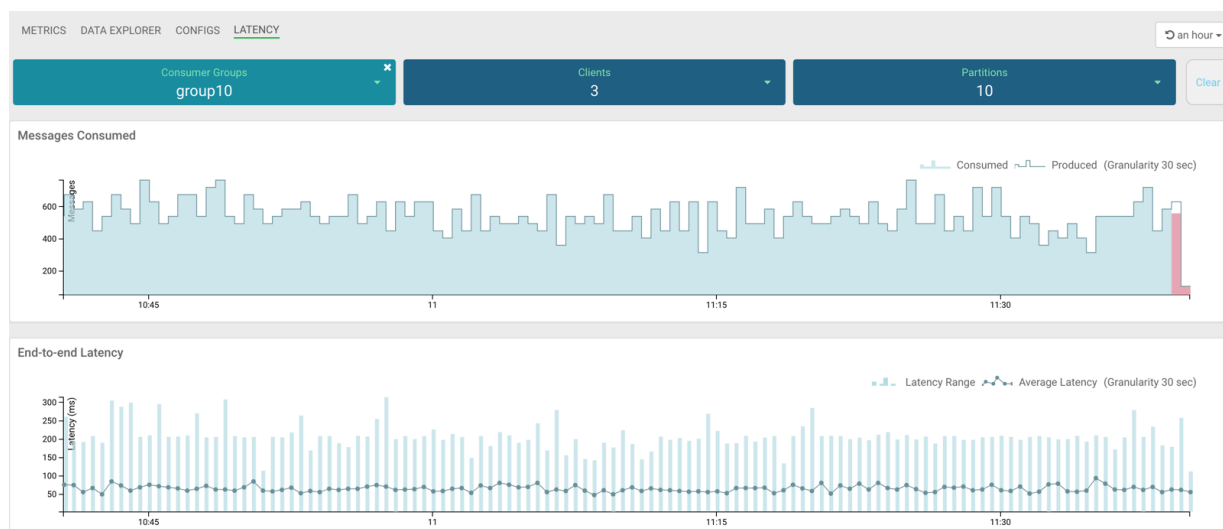 METRICS DATA EXPLORER CONFIGS LATENCY
an hour
Consumer Groups
group10
Clients
3
Partitions
10
Clear
Messages Consumed
Consumed Produced (Granularity 30 sec)
Messages
600
400
200
10:45 11 11:15 11:30
End-to-end Latency
Latency Range Average Latency (Granularity 30 sec)
Latency (ms)
300
250
200
150
100
50
10:45 11 11:15 11:30